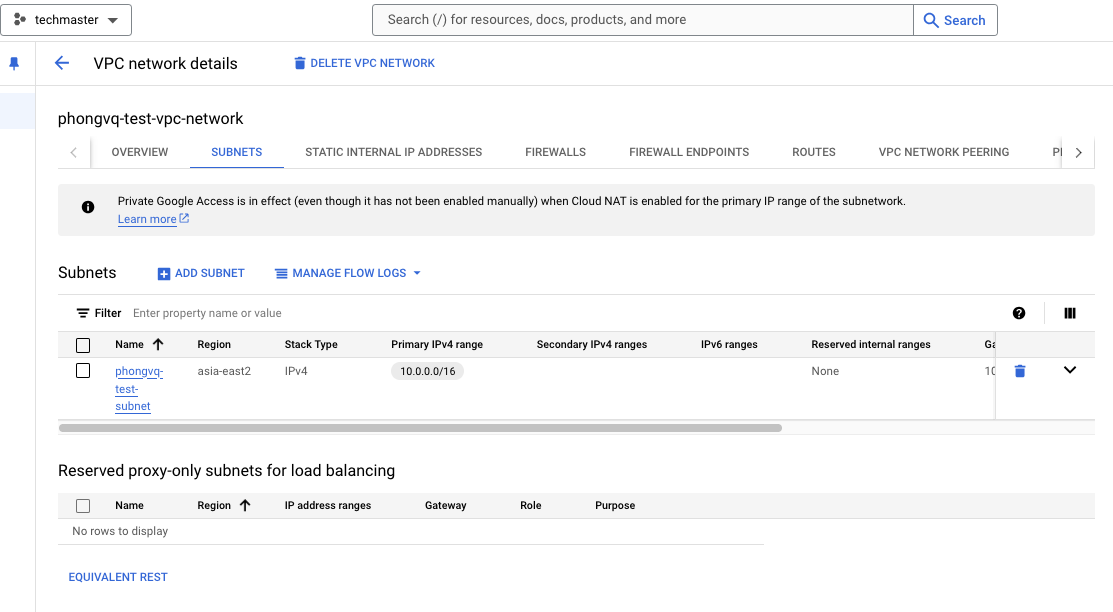 techmaster
Search (/) for resources, docs, products, and more
Search
VPC network details
DELETE VPC NETWORK
phongvq-test-vpc-network
OVERVIEW SUBNETS STATIC INTERNAL IP ADDRESSES FIREWALLS FIREWALL ENDPOINTS ROUTES VPC NETWORK PEERING
Private Google Access is in effect (even though it has not been enabled manually) when Cloud NAT is enabled for the primary IP range of the subnetwork.
Learn more
Subnets ADD SUBNET MANAGE FLOW LOGS
Filter Enter property name or value
Name Region Stack Type Primary IPv4 range Secondary IPv4 ranges IPv6 ranges Reserved internal ranges
phongvq-test-subnet asia-east2 IPv4 10.0.0.0/16 None 10
Reserved proxy-only subnets for load balancing
Name Region IP address ranges Gateway Role Purpose
No rows to display
EQUIVALENT REST